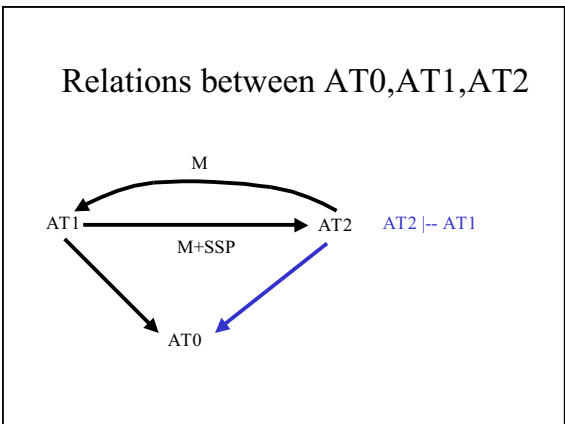 Relations between AT0,AT1,AT2
M
AT1
AT2
AT2 |-- AT1
M+SSP
AT0